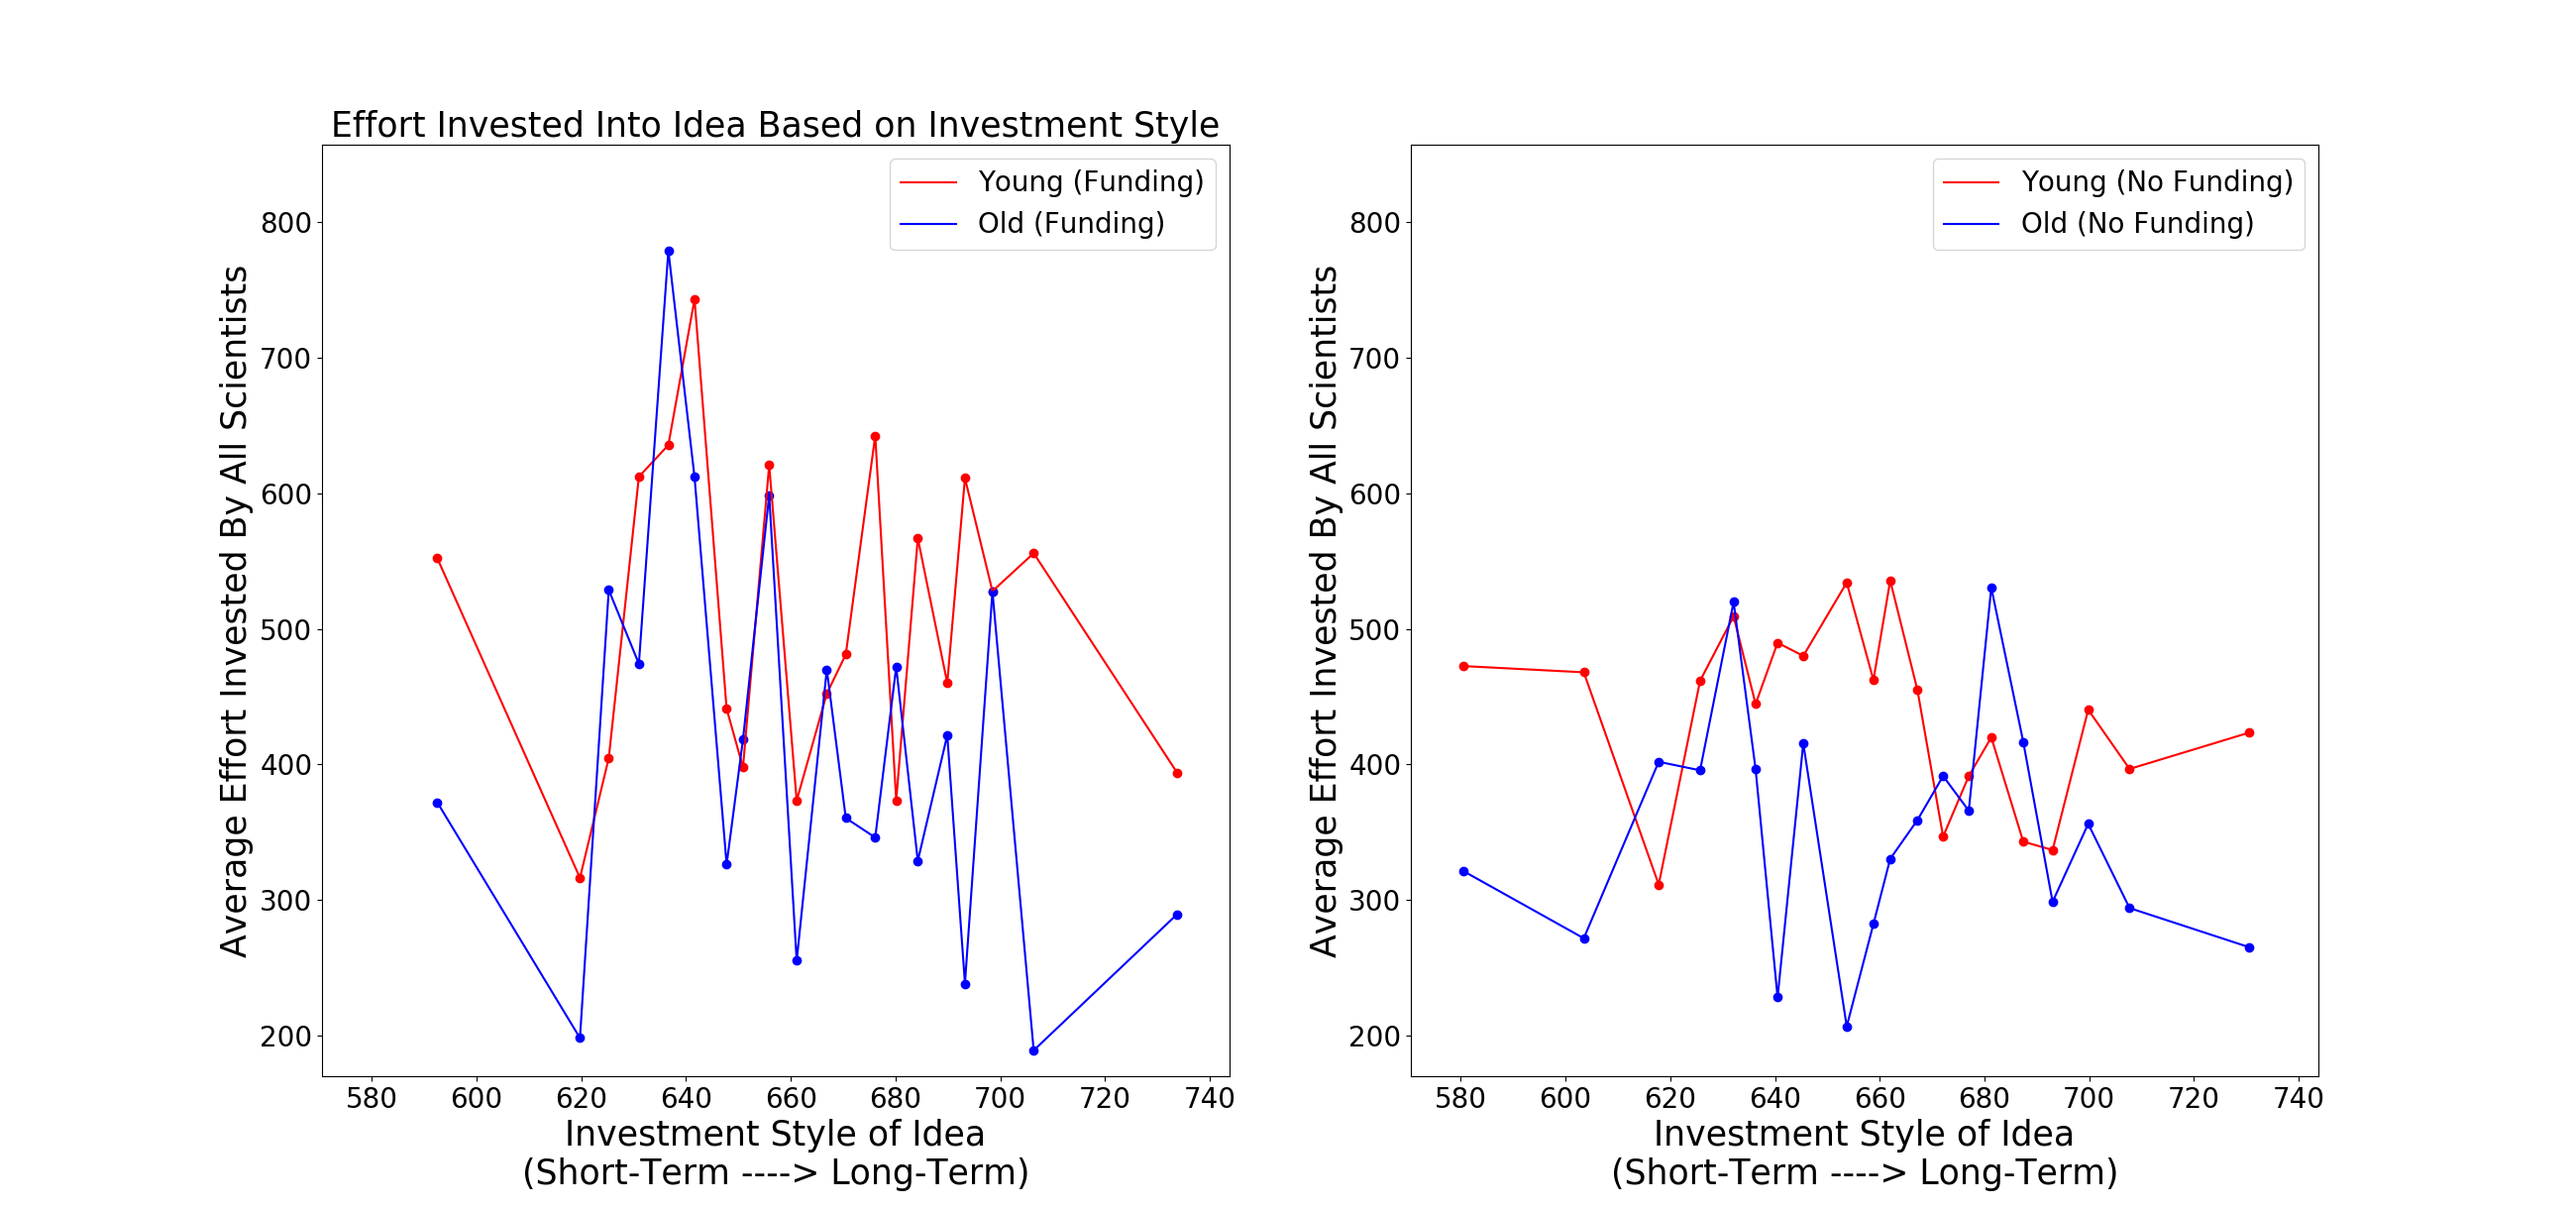 Effort Invested Into Idea Based on Investment Style
Young (Funding)
Old (Funding)
Average Effort Invested By All Scientists
800
700
600
500
400
300
200
580 600 620 640 660 680 700 720 740
Investment Style of Idea
(Short-Term ----> Long-Term)
Young (No Funding)
Old (No Funding)
Average Effort Invested By All Scientists
800
700
600
500
400
300
200
580 600 620 640 660 680 700 720 740
Investment Style of Idea
(Short-Term ----> Long-Term)